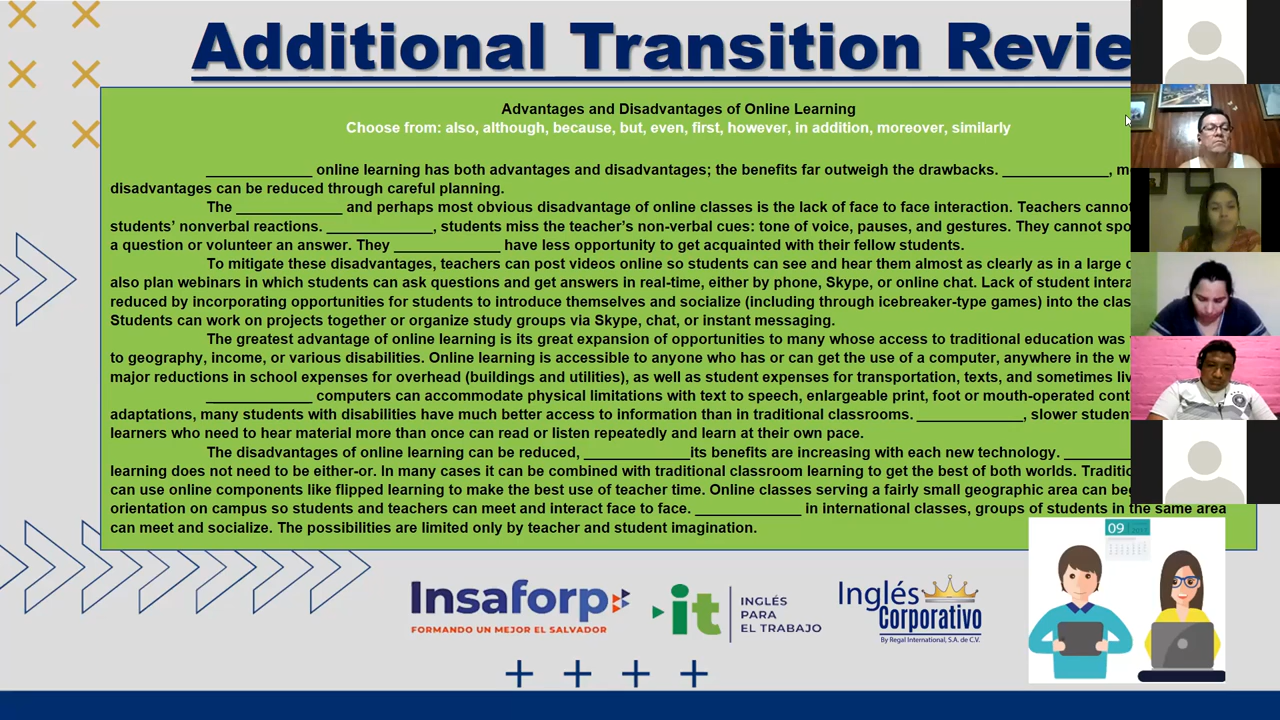 Additional Transition Revie
Advantages and Disadvantages of Online Learning
Choose from: also, although, because, but, even, first, however, in addition, moreover, similarly
_____________ online learning has both advantages and disadvantages; the benefits far outweigh the drawbacks. _____________,
disadvantages can be reduced through careful planning.
The _____________ and perhaps most obvious disadvantage of online classes is the lack of face to face interaction. Teachers cannot
students’ nonverbal reactions. _____________, students miss the teacher’s non-verbal cues: tone of voice, pauses, and gestures. They cannot
a question or volunteer an answer. They _____________ have less opportunity to get acquainted with their fellow students.
To mitigate these disadvantages, teachers can post videos online so students can see and hear them almost as clearly as in a large
also plan webinars in which students can ask questions and get answers in real-time, either by phone, Skype, or online chat. Lack of student
reduced by incorporating opportunities for students to introduce themselves and socialize (including through icebreaker-type games) into the
Students can work on projects together or organize study groups via Skype, chat, or instant messaging.
The greatest advantage of online learning is its great expansion of opportunities to many whose access to traditional education was
to geography, income, or various disabilities. Online learning is accessible to anyone who has or can get the use of a computer, anywhere in the
major reductions in school expenses for overhead (buildings and utilities), as well as student expenses for transportation, texts, and sometimes
_____________ computers can accommodate physical limitations with text to speech, enlargeable print, foot or mouth-operated
adaptations, many students with disabilities have much better access to information than in traditional classrooms. _____________, slower
learners who need to hear material more than once can read or listen repeatedly and learn at their own pace.
The disadvantages of online learning can be reduced, _____________its benefits are increasing with each new technology. ________
learning does not need to be either-or. In many cases it can be combined with traditional classroom learning to get the best of both worlds.
can use online components like flipped learning to make the best use of teacher time. Online classes serving a fairly small geographic area can
orientation on campus so students and teachers can meet and interact face to face. _____________ in international classes, groups of students in the same area
can meet and socialize. The possibilities are limited only by teacher and student imagination.
09
Insaforp
FORMANDO UN MEJOR EL SALVADOR
it
INGLÉS
PARA
EL TRABAJO
Inglés
Corporativo
By Regal International, S.A. de C.V.